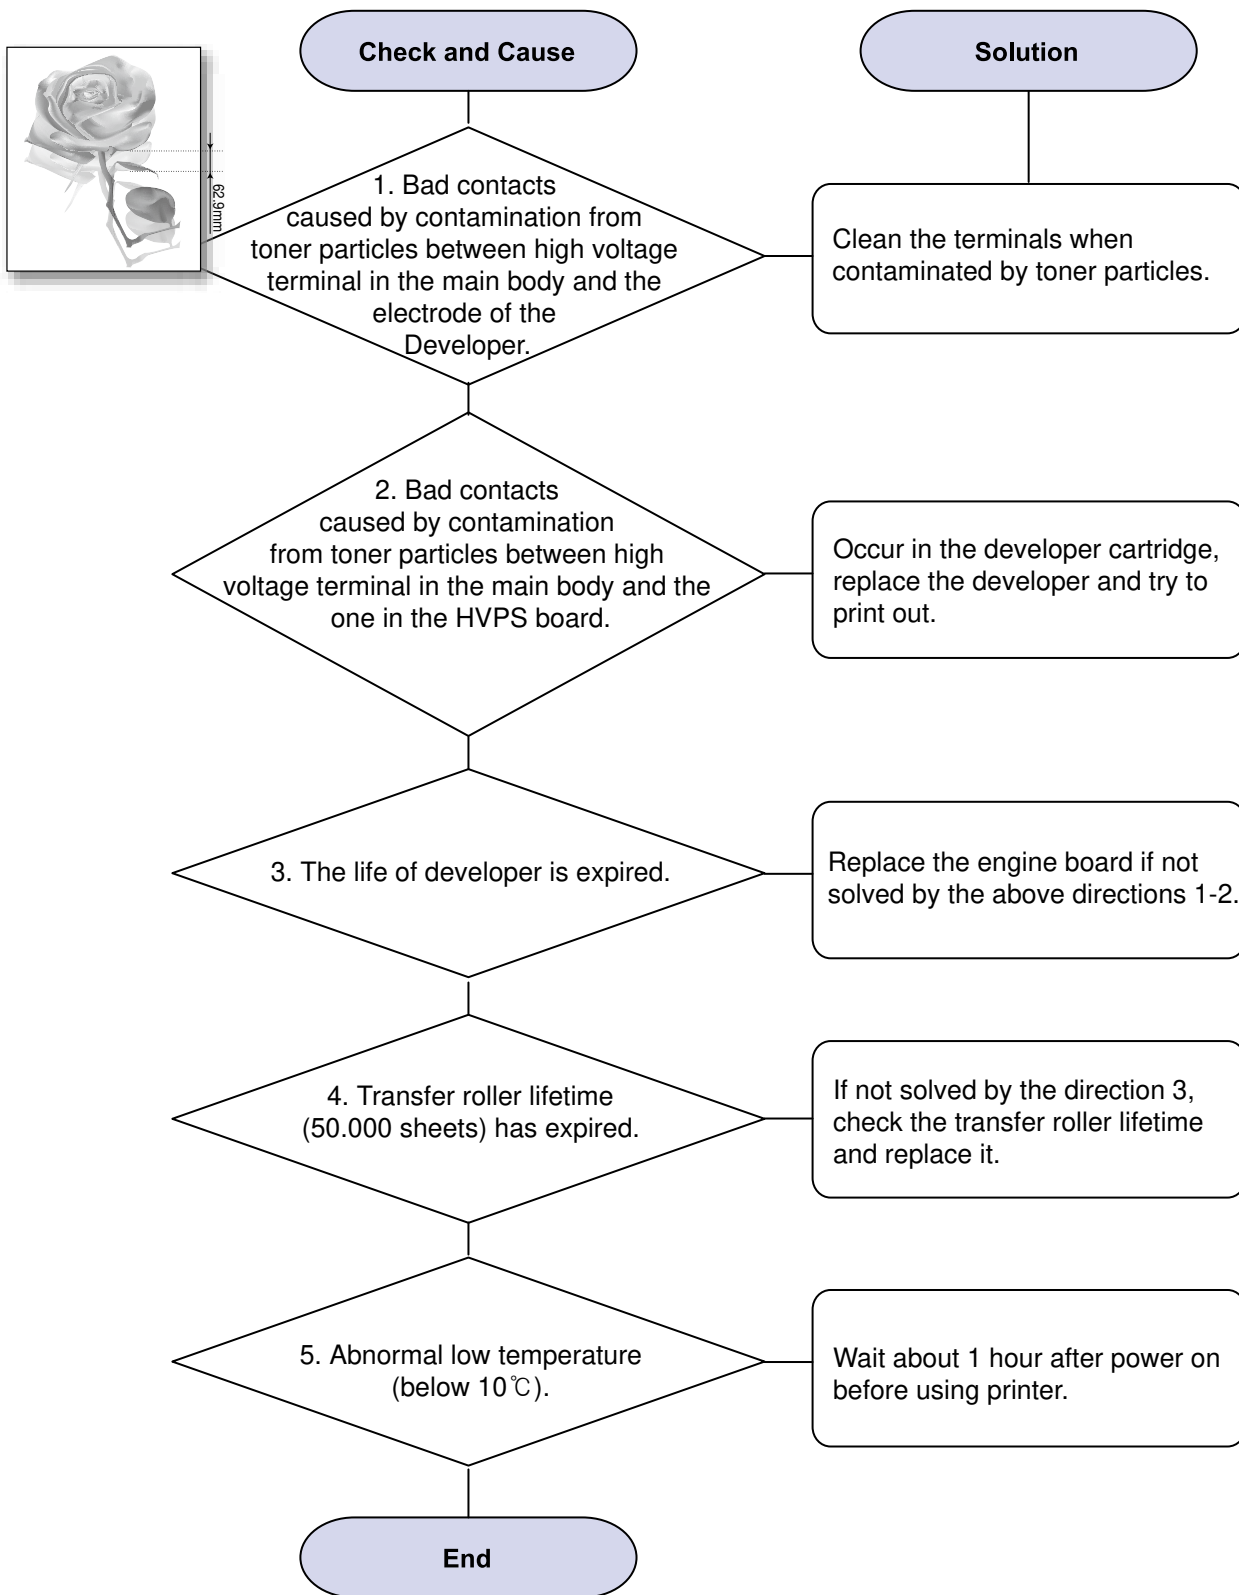 Check and Cause
Solution
62.9mm
1. Bad contacts
caused by contamination from
toner particles between high voltage
terminal in the main body and the
electrode of the
Developer.
Clean the terminals when
contaminated by toner particles.
2. Bad contacts
caused by contamination
from toner particles between high
voltage terminal in the main body and the
one in the HVPS board.
Occur in the developer cartridge,
replace the developer and try to
print out.
3. The life of developer is expired.
Replace the engine board if not
solved by the above directions 1-2.
4. Transfer roller lifetime
(50.000 sheets) has expired.
If not solved by the direction 3,
check the transfer roller lifetime
and replace it.
5. Abnormal low temperature
(below 10℃).
Wait about 1 hour after power on
before using printer.
End